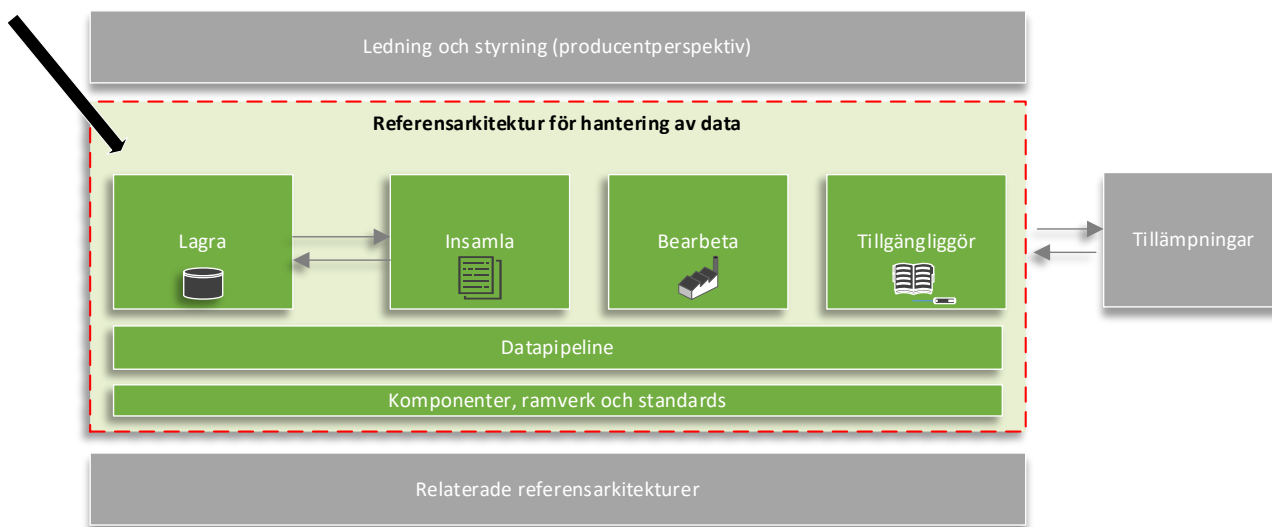 Ledning och styrning (producentperspektiv)
Referensarkitektur för hantering av data
Lagra
Insamla
Bearbeta
Tillgängliggör
Tillämpningar
Datapipeline
Komponenter, ramverk och standards
Relaterade referensarkitekturer